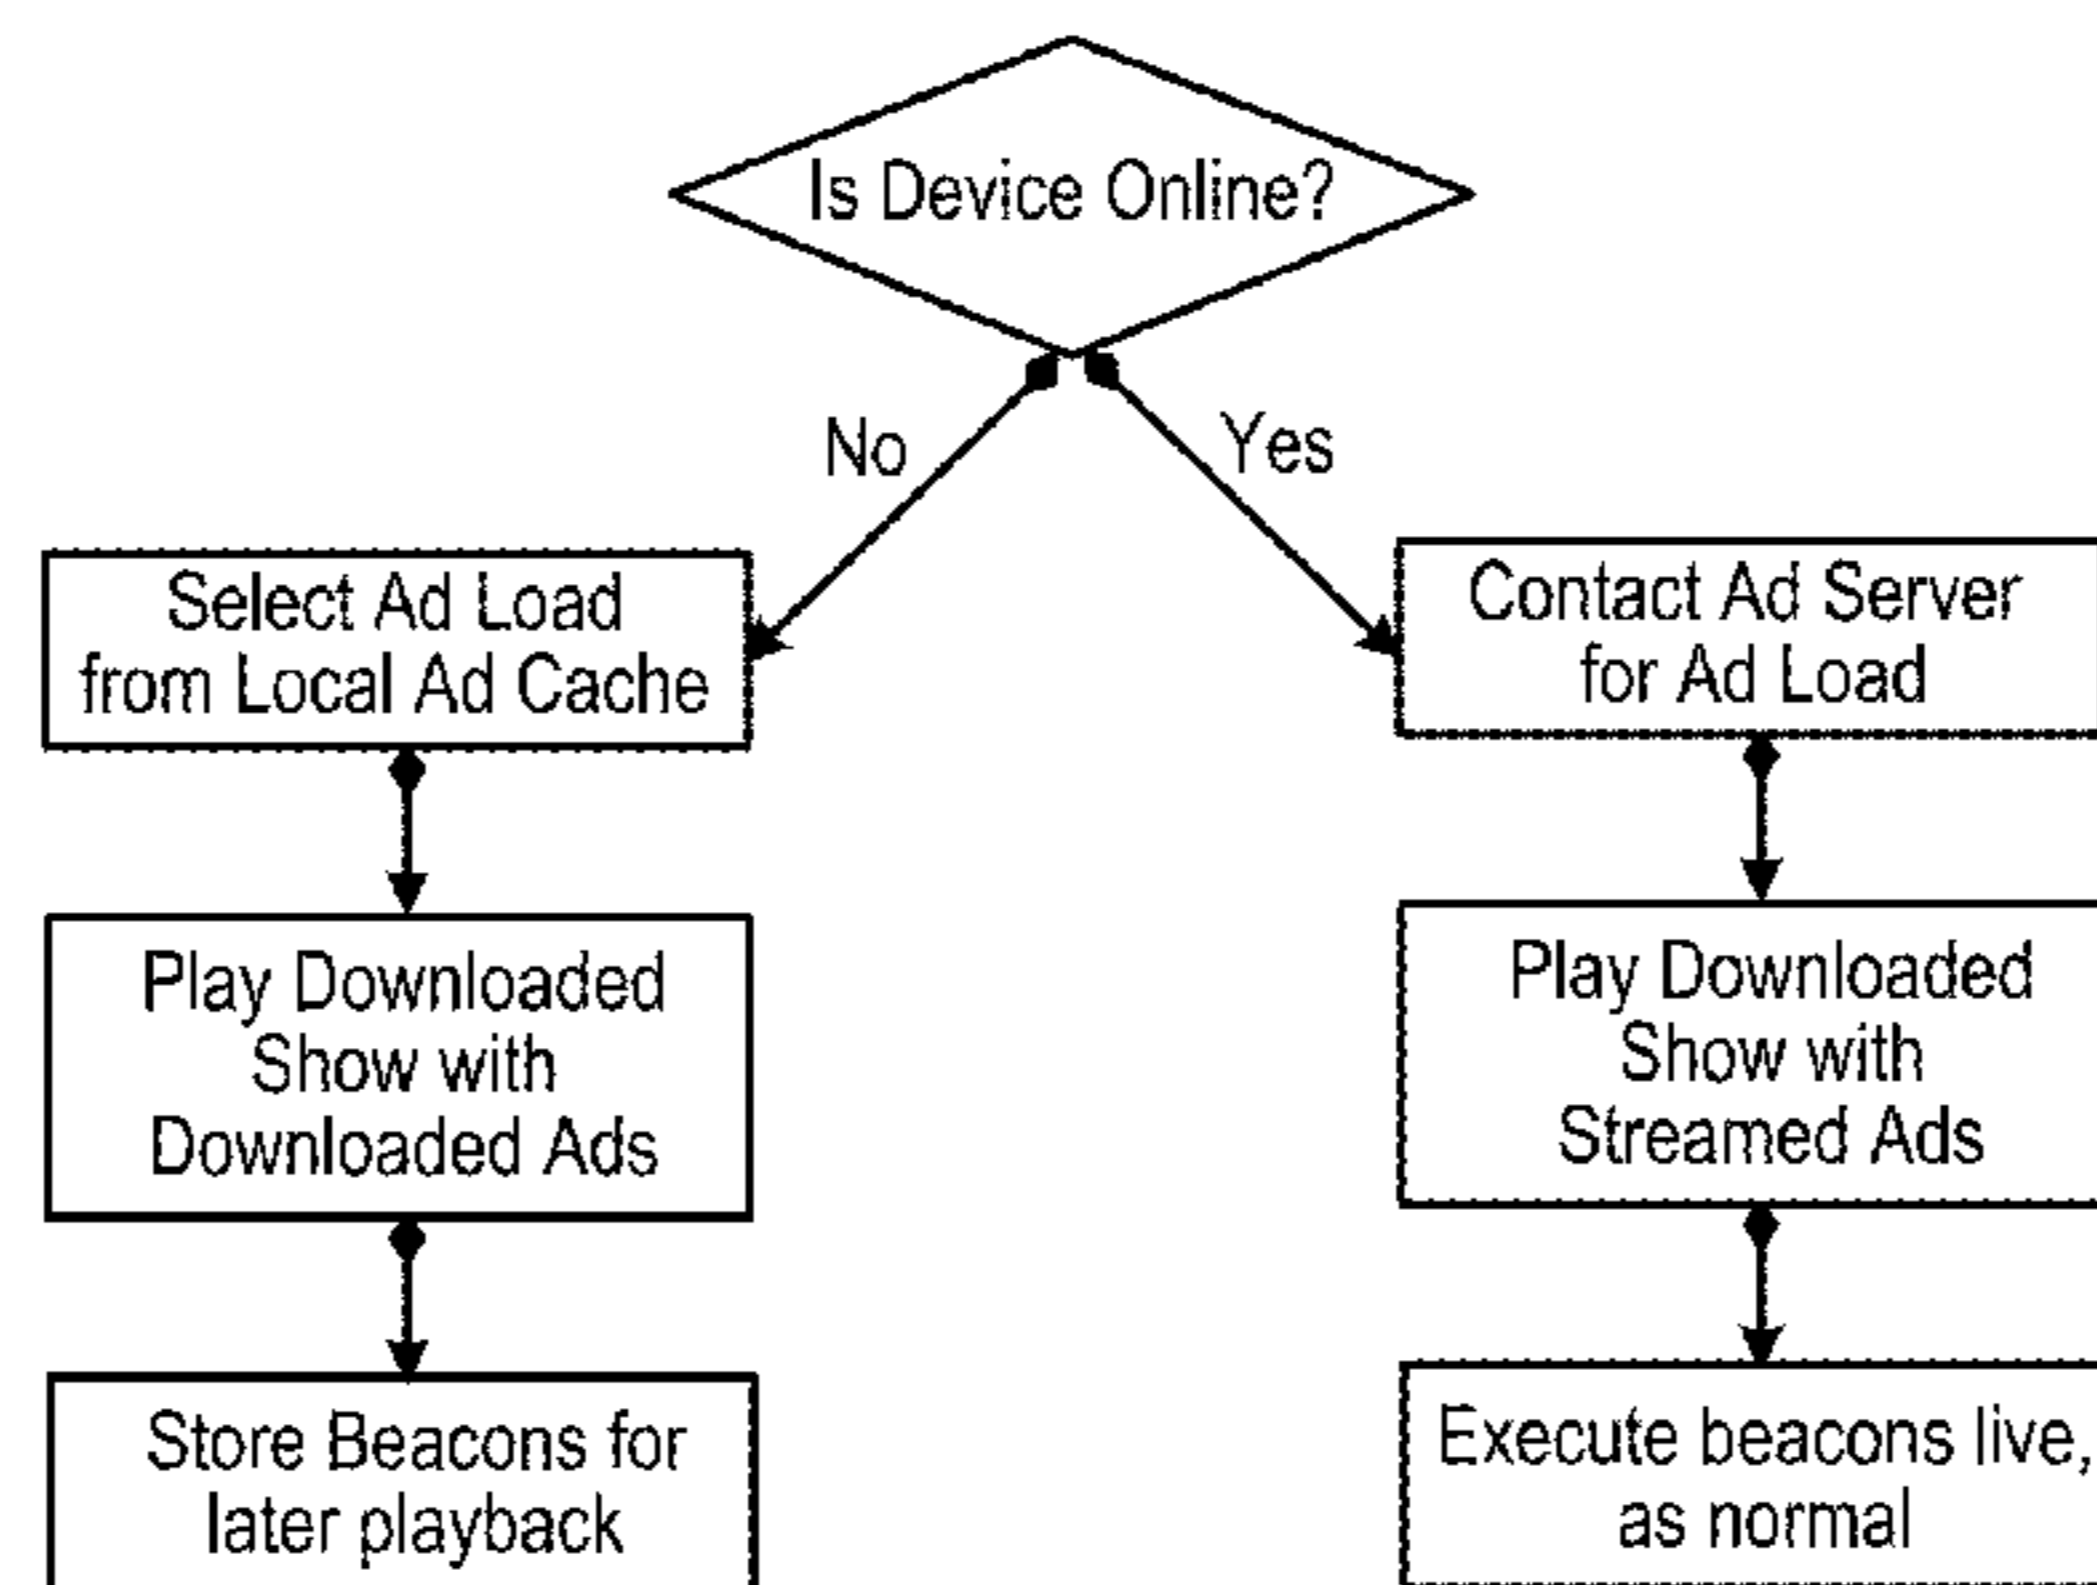 Is Device Online?
No
Yes
Select Ad Load
from Local Ad Cache
Contact Ad Server
for Ad Load
Play Downloaded
Show with
Downloaded Ads
Play Downloaded
Show with
Streamed Ads
Store Beacons for
later playback
Execute beacons live,
as normal